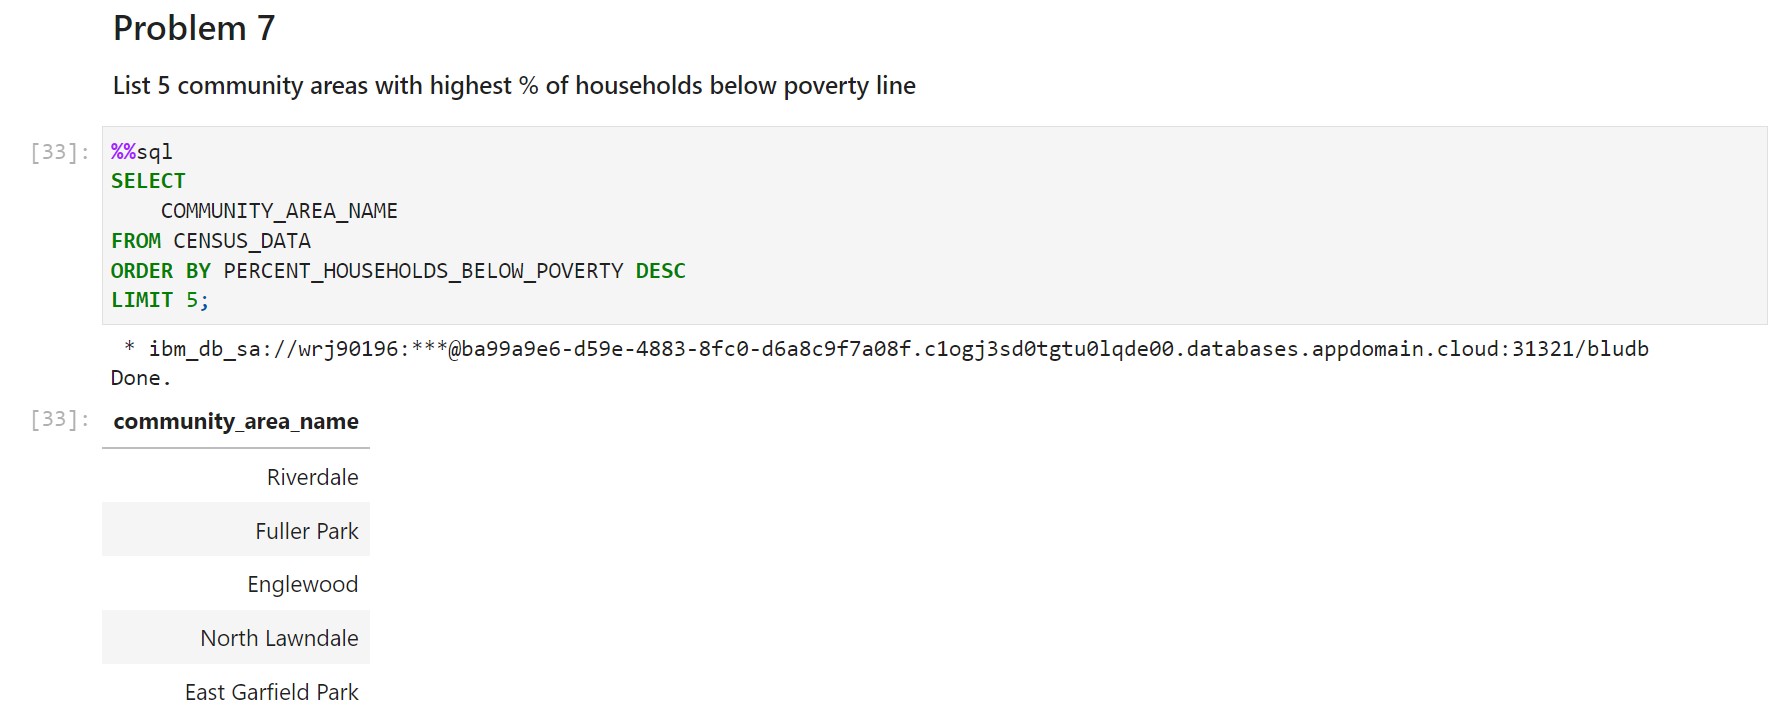 Problem 7
List 5 community areas with highest % of households below poverty line
[33]:
%%sql
SELECT
COMMUNITY_AREA_NAME
FROM CENSUS_DATA
ORDER BY PERCENT_HOUSEHOLDS_BELOW_POVERTY DESC
LIMIT 5;
* ibm_db_sa://wrj90196:***@ba99a9e6-d59e-4883-8fc0-d6a8c9f7a08f.c1ogj3sd0tgtu0lqde00.databases.appdomain.cloud:31321/bludb
Done.
[33]:
community_area_name
Riverdale
Fuller Park
Englewood
North Lawndale
East Garfield Park